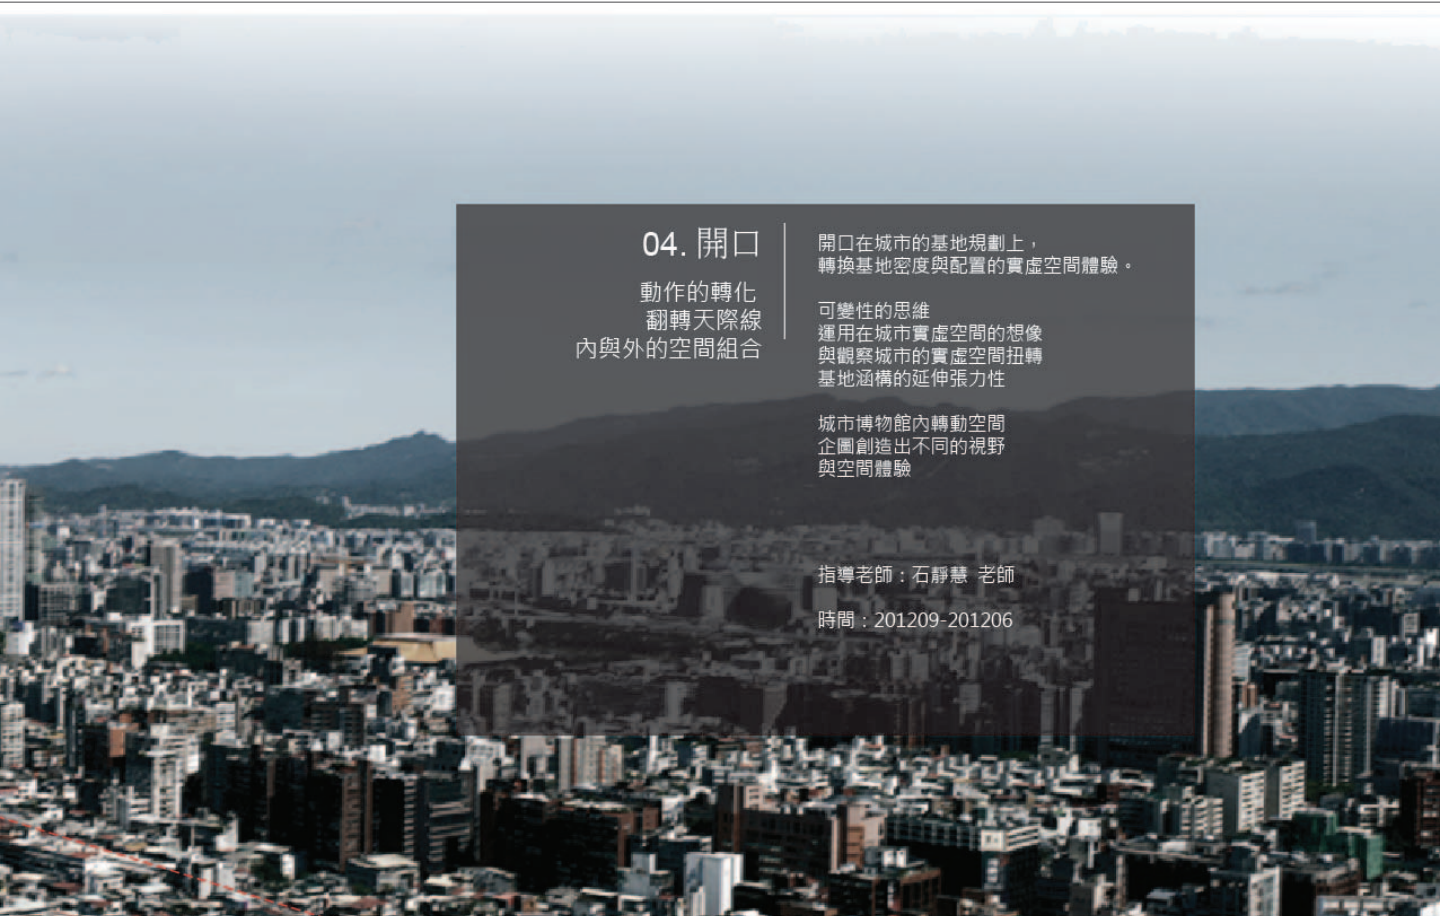 04. 開口
動作的轉化
翻轉天際線
內與外的空間組合
開口在城市的基地規劃上，
轉換基地密度與配置的實虛空間體驗。
可變性的思維
運用在城市實虛空間的想像
與觀察城市的實虛空間扭轉
基地涵構的延伸張力性
城市博物館內轉動空間
企圖創造出不同的視野
與空間體驗
指導老師：石靜慧 老師
時間：201209-201206